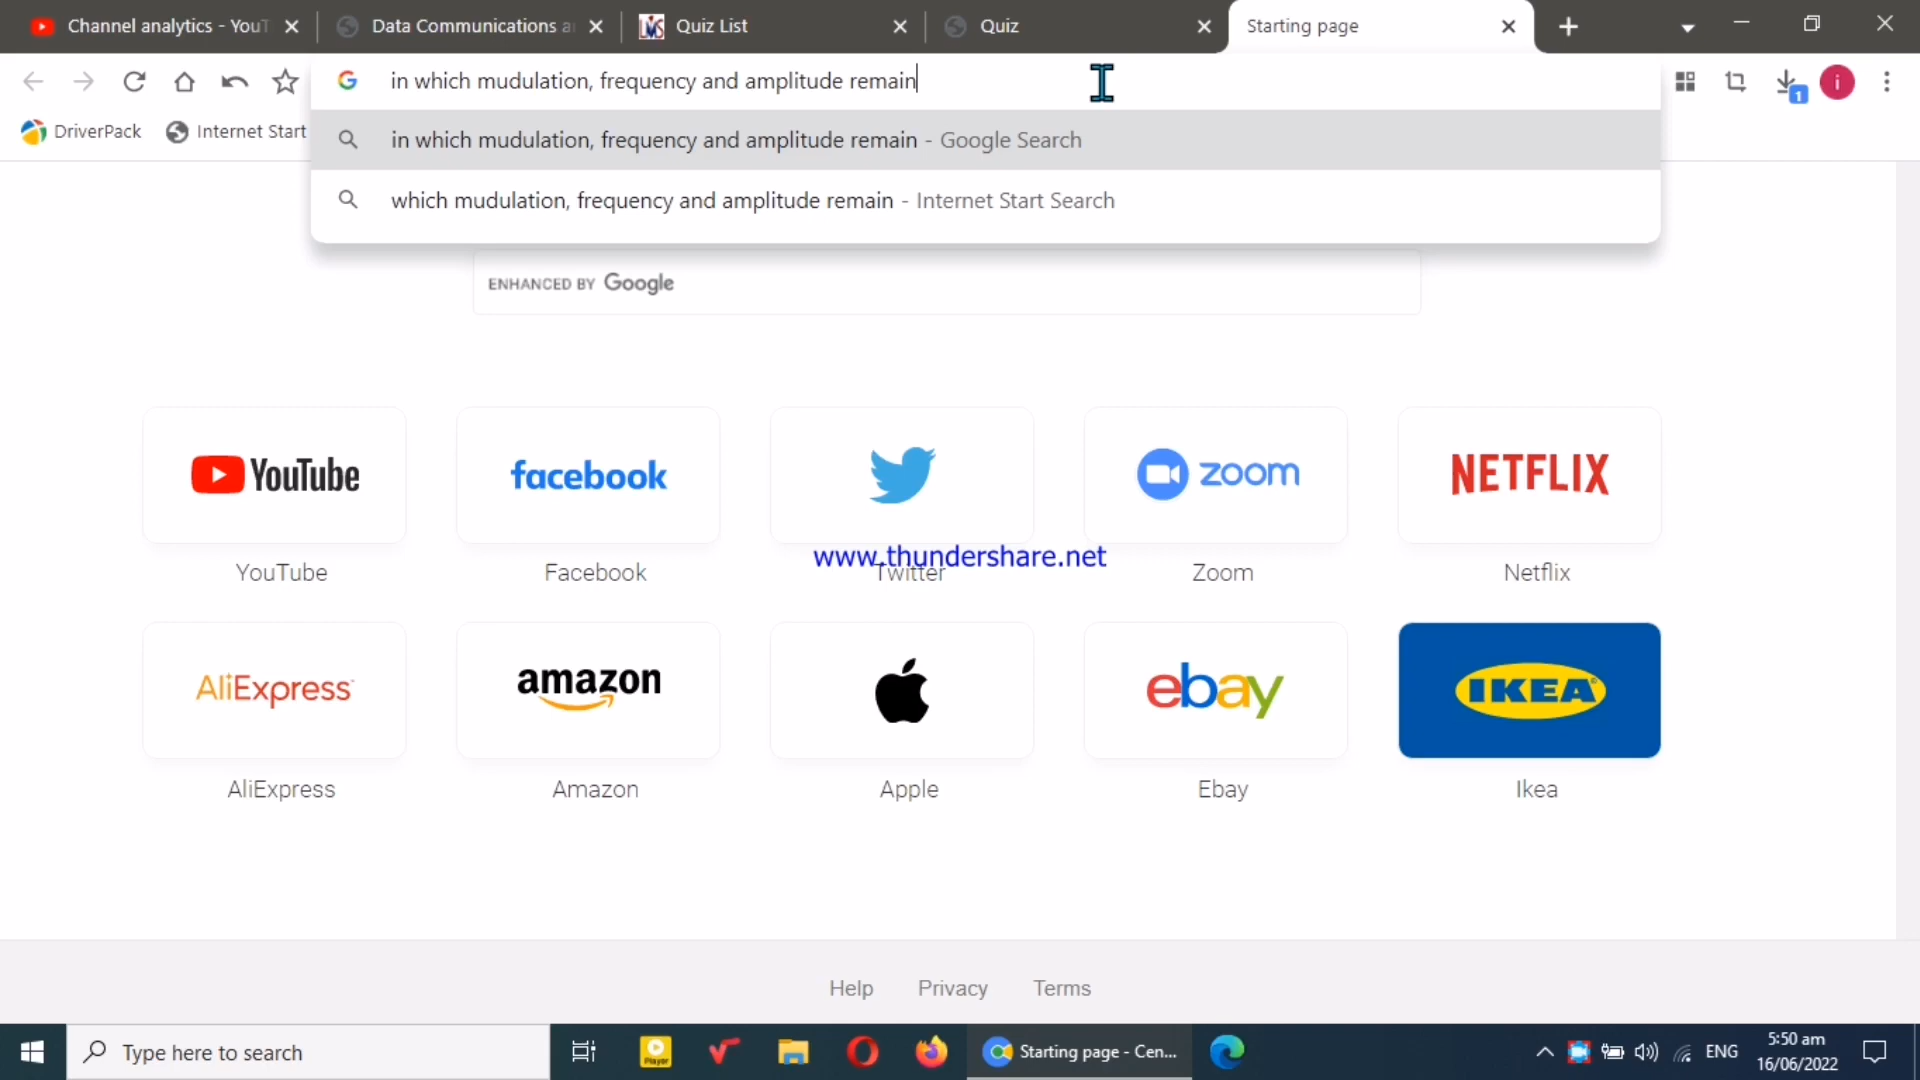 Channel analytics - YouT
Data Communications a
Quiz List
Quiz
Starting page
in which mudulation, frequency and amplitude remain
i
1
DriverPack
Internet Start
in which mudulation, frequency and amplitude remain - Google Search
which mudulation, frequency and amplitude remain - Internet Start Search
ENHANCED BY Google
YouTube
facebook
zoom
NETFLIX
www.thundershare.net
YouTube
Facebook
Twitter
Zoom
Netflix
AliExpress
amazon
ebay
IKEA
AliExpress
Amazon
Apple
Ebay
Ikea
Help
Privacy
Terms
Type here to search
Player
Starting page - Cen...
ENG
5:50 am
16/06/2022